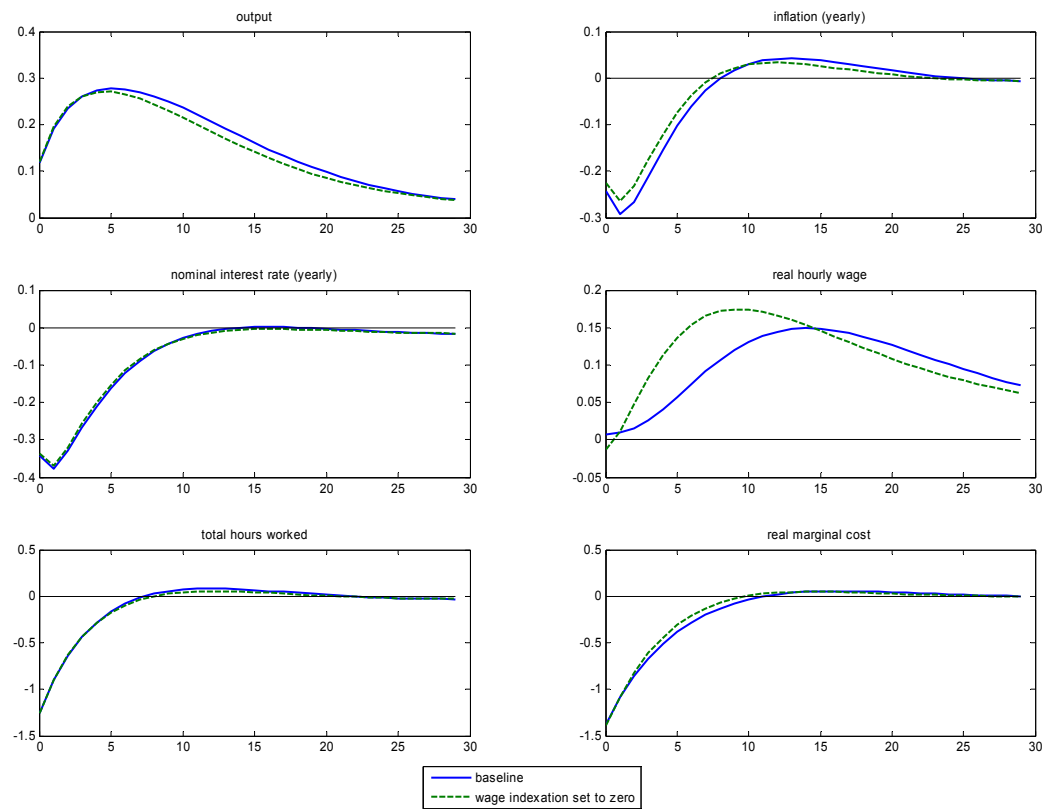 output
0.4
0.3
0.2
0.1
0
0 5 10 15 20 25 30
inflation (yearly)
0.1
0
-0.1
-0.2
-0.3
0 5 10 15 20 25 30
nominal interest rate (yearly)
0.1
0
-0.1
-0.2
-0.3
-0.4
0 5 10 15 20 25 30
real hourly wage
0.2
0.15
0.1
0.05
0
-0.05
0 5 10 15 20 25 30
total hours worked
0.5
0
-0.5
-1
-1.5
0 5 10 15 20 25 30
real marginal cost
0.5
0
-0.5
-1
-1.5
0 5 10 15 20 25 30
baseline
wage indexation set to zero